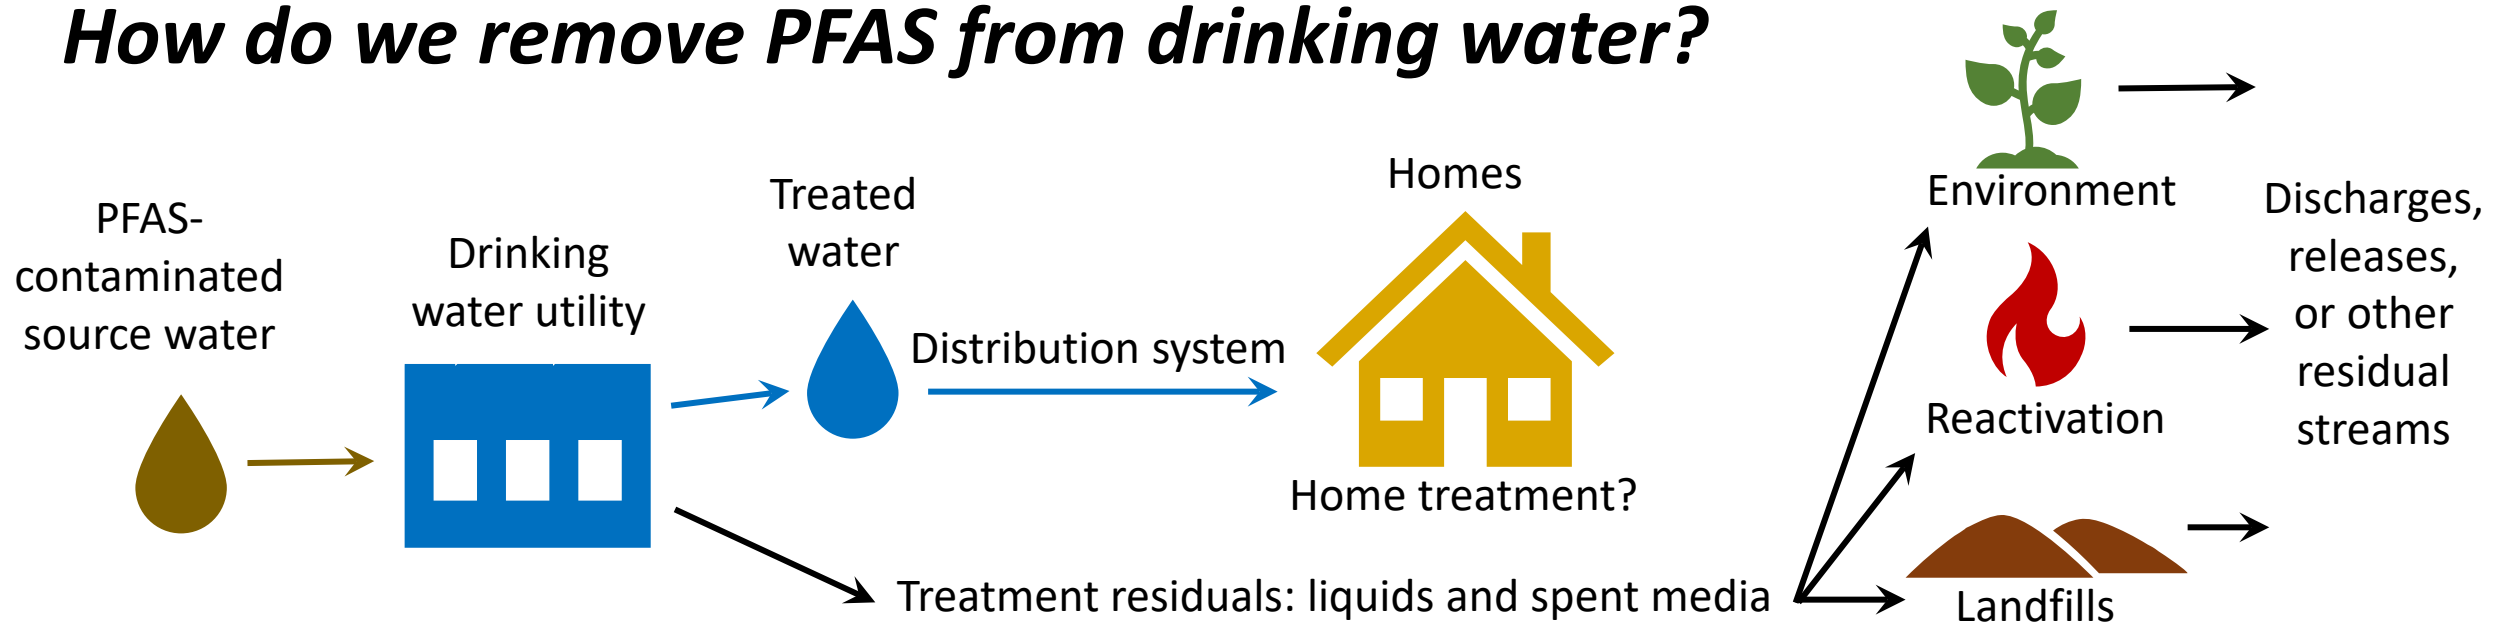 How do we remove PFAS from drinking water?
PFAS-
contaminated
source water
Drinking
water utility
Treated
water
Distribution system
Homes
Home treatment?
Treatment residuals: liquids and spent media
Environment
Reactivation
Landfills
Discharges,
releases,
or other
residual
streams